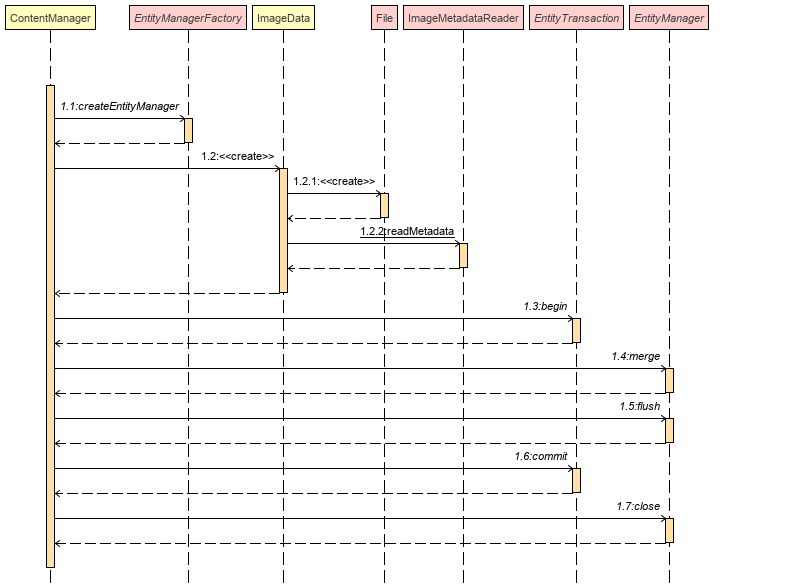 ContentManager
EntityManagerFactory
ImageData
File
ImageMetadataReader
EntityTransaction
EntityManager
1.1:createEntityManager
1.2:<<create>>
1.2.1:<<create>>
1.2.2:readMetadata
1.3:begin
1.4:merge
1.5:flush
1.6:commit
1.7:close